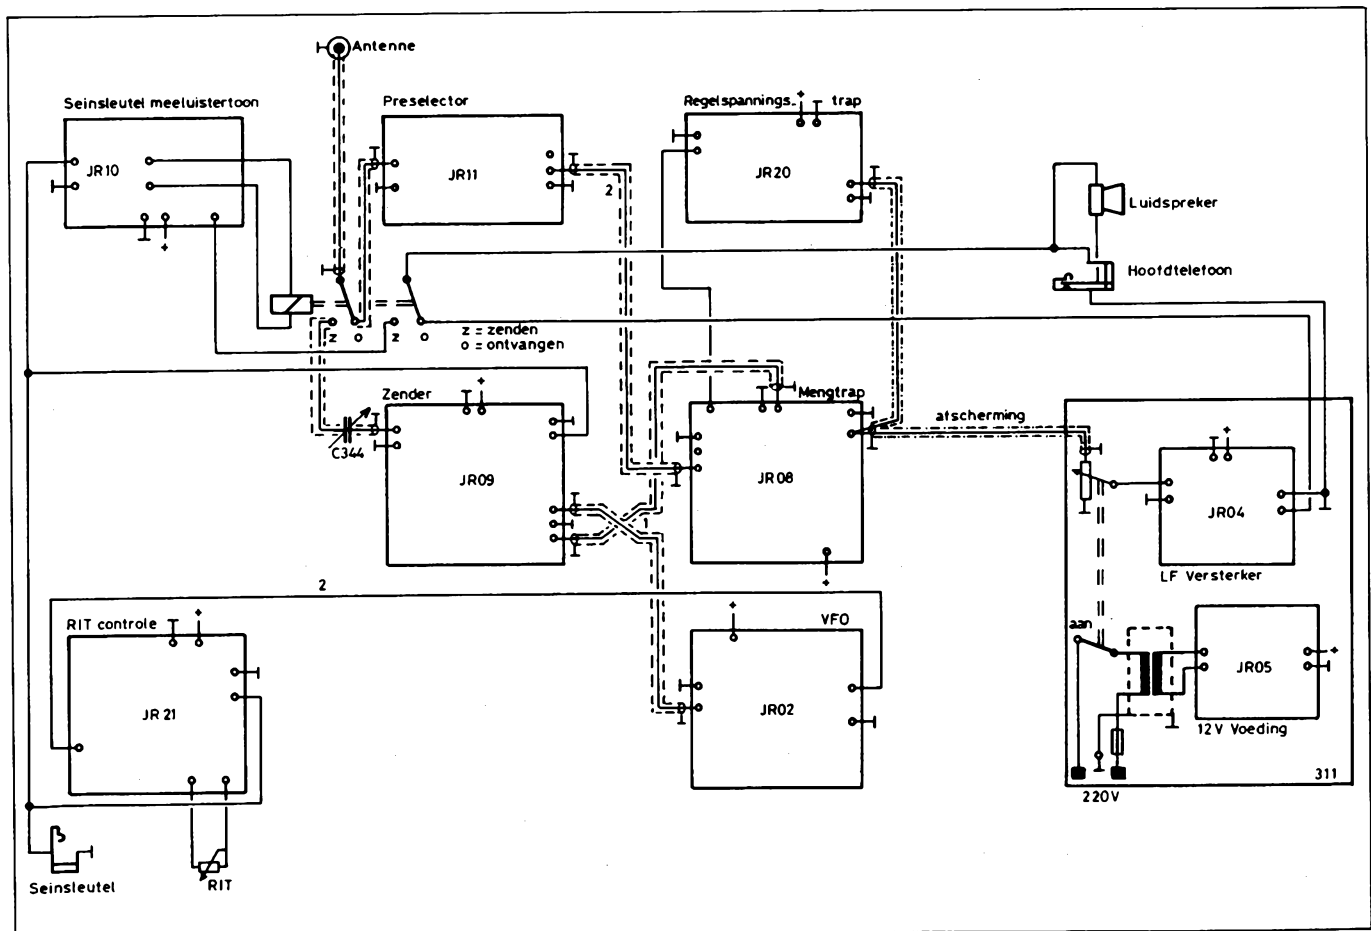 Antenne
Seinsleutel meeluistertoon
Preselector
Regelspannings- trap
+
JR10
JR11
JR20
2
Luidspreker
Hoofdtelefoon
+
z o z o
z = zenden
o = ontvangen
Zender
+
Mengtrap
afscherming
C344
JR09
JR08
+
JR04
LF Versterker
+
2
RIT controle
+
+
VFO
aan
JR21
JR02
JR05
+
12V Voeding
311
220V
Seinsleutel
RIT